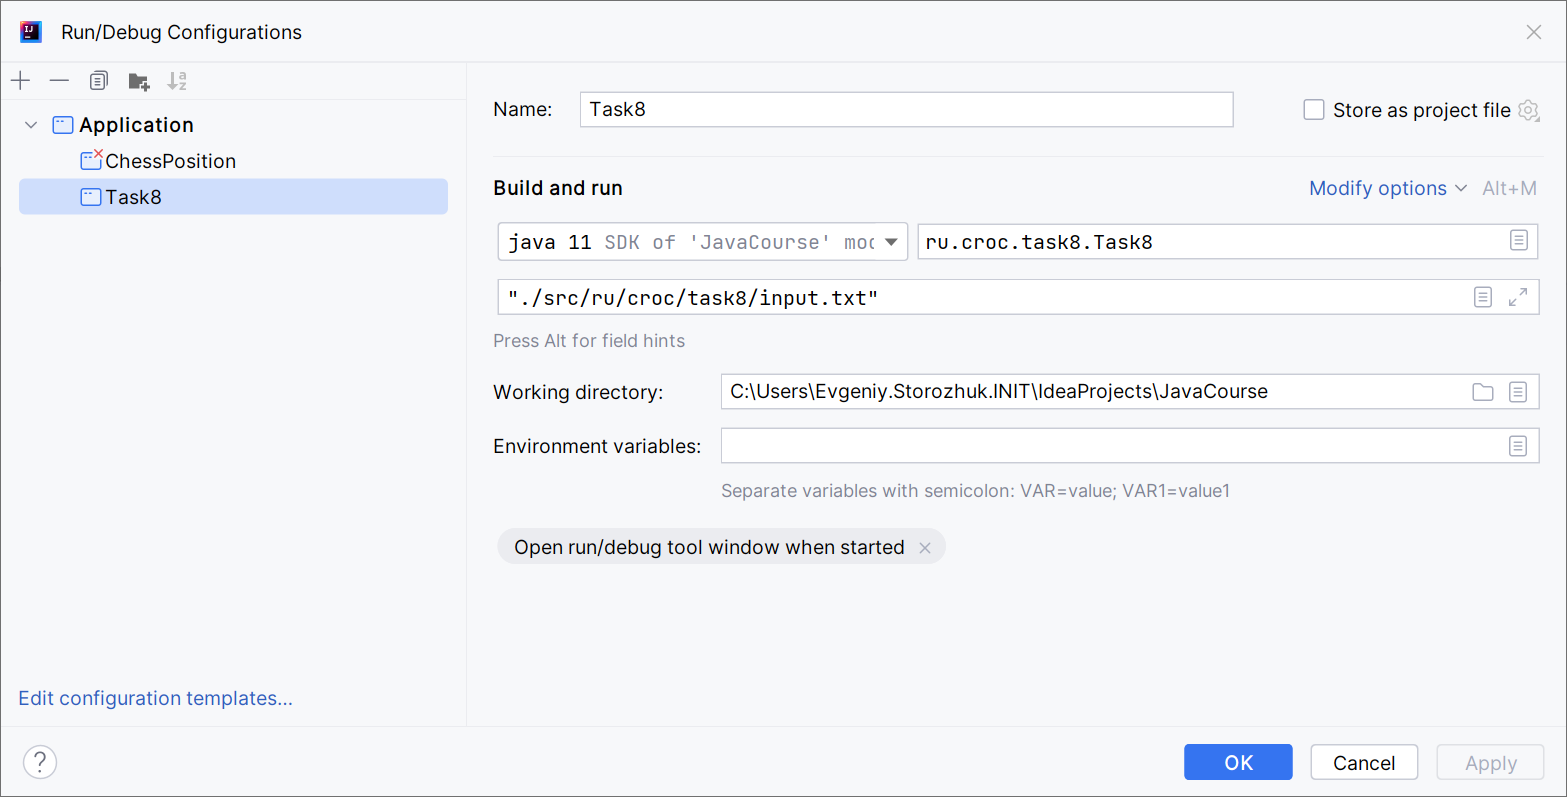 Run/Debug Configurations
Application
ChessPosition
Task8
Edit configuration templates...
Name: Task8 Store as project file
Build and run Modify options Alt+M
java 11 SDK of 'JavaCourse' ru.croc.task8.Task8
"./src/ru/croc/task8/input.txt"
Press Alt for field hints
Working directory: C:\Users\Evgeniy.Storozhuk.INIT\IdeaProjects\JavaCourse
Environment variables:
Separate variables with semicolon: VAR=value; VAR1=value1
Open run/debug tool window when started
? OK Cancel Apply